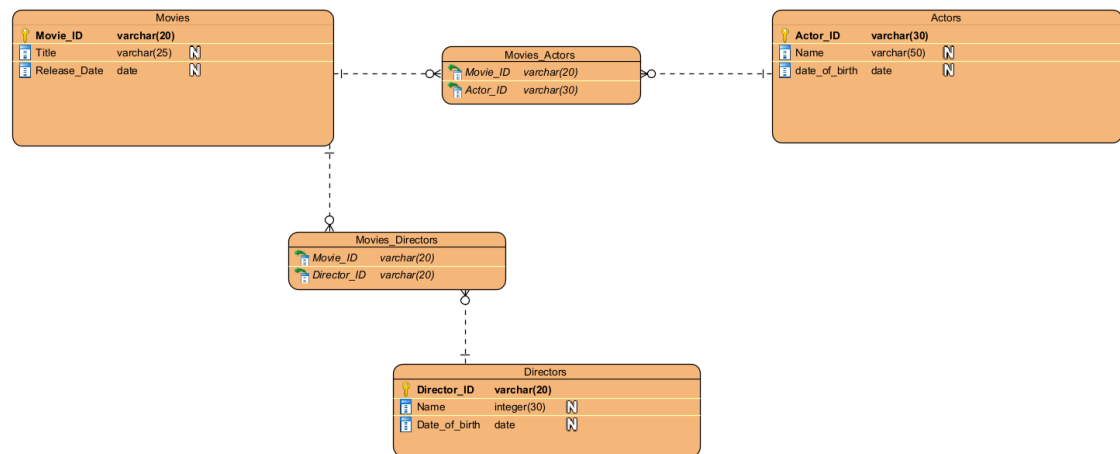 Movies
Movie_ID varchar(20)
Title varchar(25) N
Release_Date date N
Movies_Actors
Movie_ID varchar(20)
Actor_ID varchar(30)
Actors
Actor_ID varchar(30)
Name varchar(50) N
date_of_birth date N
Movies_Directors
Movie_ID varchar(20)
Director_ID varchar(20)
Directors
Director_ID varchar(20)
Name integer(30) N
Date_of_birth date N